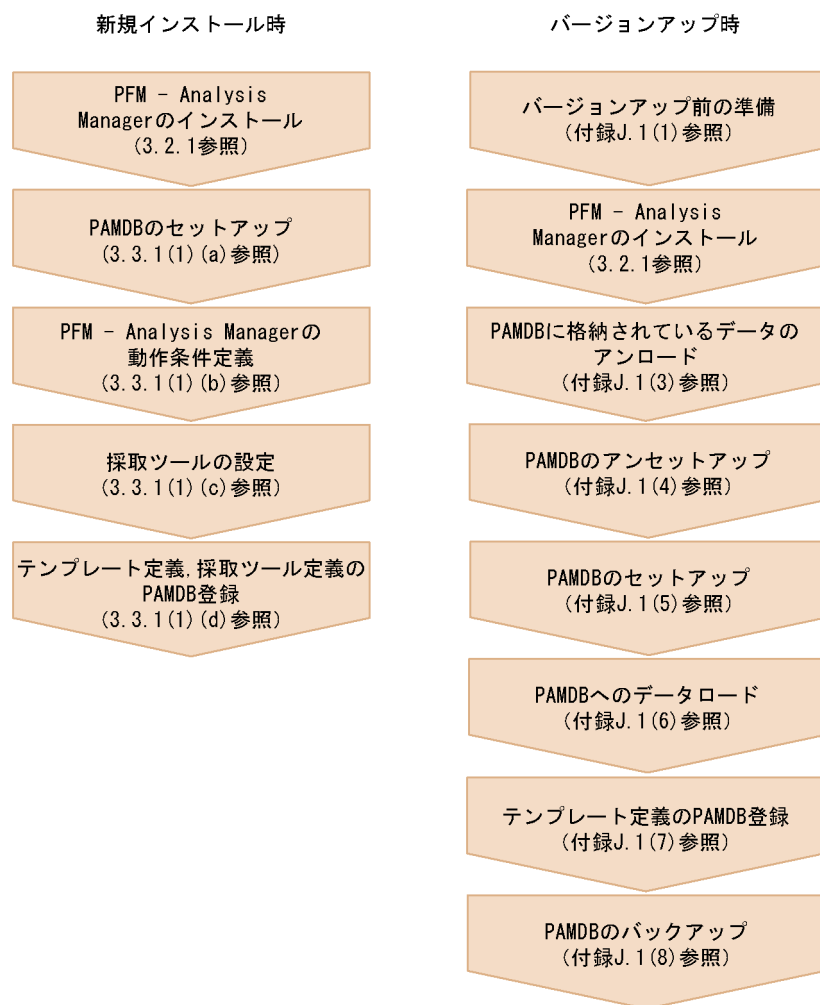 新規インストール時
PFM － Analysis
Managerのインストール
(3.2.1参照)
PAMDBのセットアップ
(3.3.1(1)(a)参照)
PFM － Analysis Managerの
動作条件定義
(3.3.1(1)(b)参照)
採取ツールの設定
(3.3.1(1)(c)参照)
テンプレート定義,採取ツール定義の
PAMDB登録
(3.3.1(1)(d)参照)
バージョンアップ時
バージョンアップ前の準備
(付録J.1(1)参照)
PFM － Analysis
Managerのインストール
(3.2.1参照)
PAMDBに格納されているデータの
アンロード
(付録J.1(3)参照)
PAMDBのアンセットアップ
(付録J.1(4)参照)
PAMDBのセットアップ
(付録J.1(5)参照)
PAMDBへのデータロード
(付録J.1(6)参照)
テンプレート定義のPAMDB登録
(付録J.1(7)参照)
PAMDBのバックアップ
(付録J.1(8)参照)